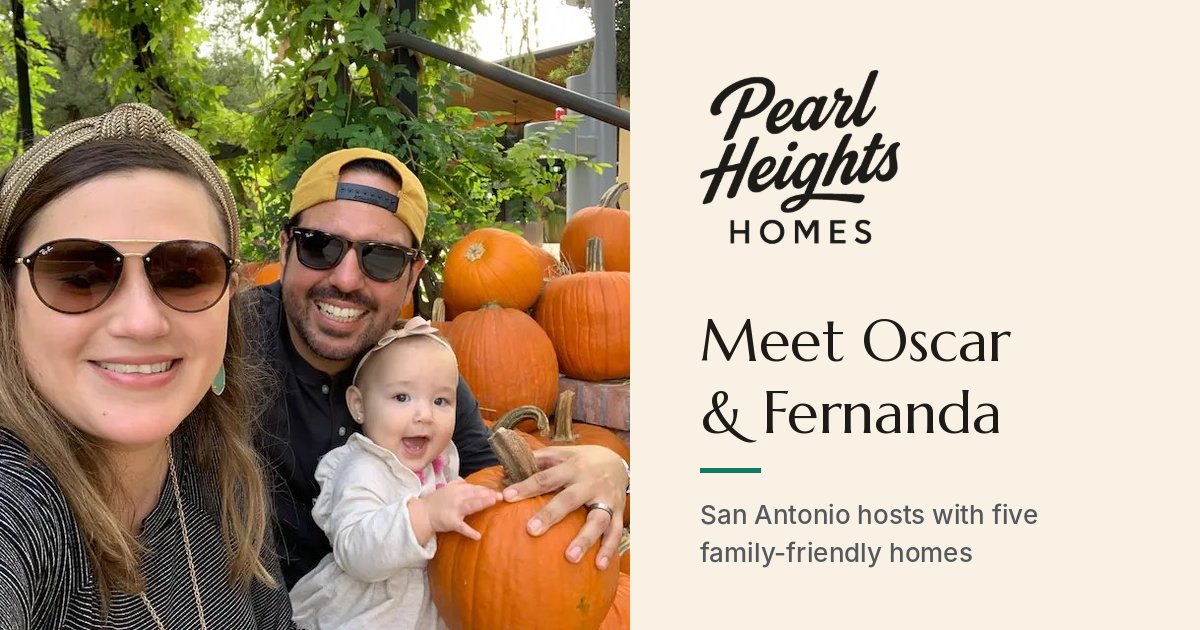 Pearl
Heights
HOMES
Meet Oscar
& Fernanda
San Antonio hosts with five
family-friendly homes